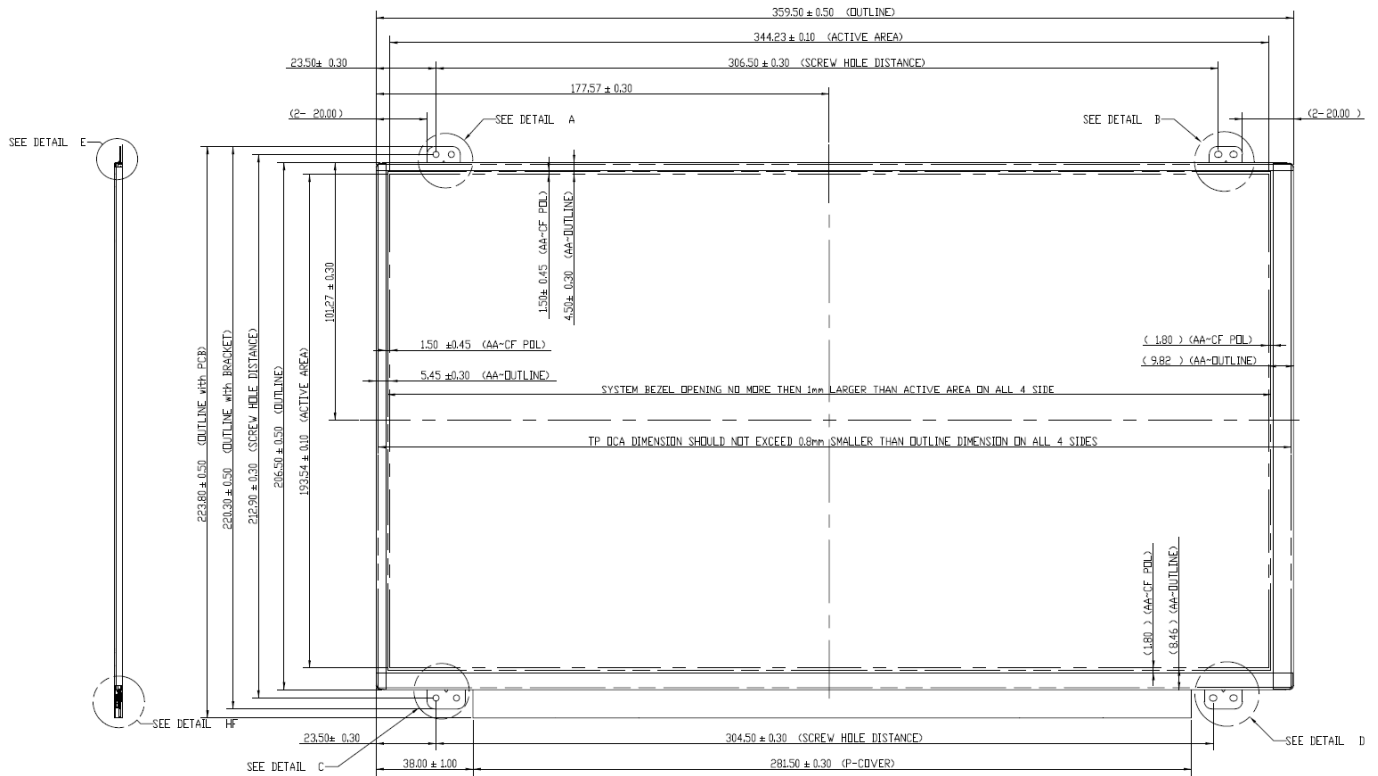 359.50 ± 0.50 (OUTLINE)
344.23 ± 0.10 (ACTIVE AREA)
23.50± 0.30
306.50 ± 0.30 (SCREW HOLE DISTANCE)
177.57 ± 0.30
(2- 20.00)
SEE DETAIL A
SEE DETAIL B
(2-20.00 )
SEE DETAIL E
1.50± 0.45 (AA~CF POL)
4.50± 0.30 (AA~OUTLINE)
101.27 ± 0.30
223.80 ± 0.50 (OUTLINE with PCB)
220.30 ± 0.50 (OUTLINE with BRACKET)
212.90 ± 0.30 (SCREW HOLE DISTANCE)
206.50 ± 0.50 (OUTLINE)
193.54 ± 0.10 (ACTIVE AREA)
1.50 ±0.45 (AA~CF POL)
( 1.80 ) (AA~CF POL)
5.45 ±0.30 (AA~OUTLINE)
( 9.82 ) (AA~OUTLINE)
SYSTEM BEZEL OPENING NO MORE THEN 1mm LARGER THAN ACTIVE AREA ON ALL 4 SIDE
TP OCA DIMENSION SHOULD NOT EXCEED 0.8mm SMALLER THAN OUTLINE DIMENSION ON ALL 4 SIDES
(1.80 ) (AA~CF POL)
(8.46 ) (AA~OUTLINE)
SEE DETAIL HF
23.50± 0.30
304.50 ± 0.30 (SCREW HOLE DISTANCE)
SEE DETAIL D
SEE DETAIL C
38.00 ± 1.00
281.50 ± 0.30 (P-COVER)